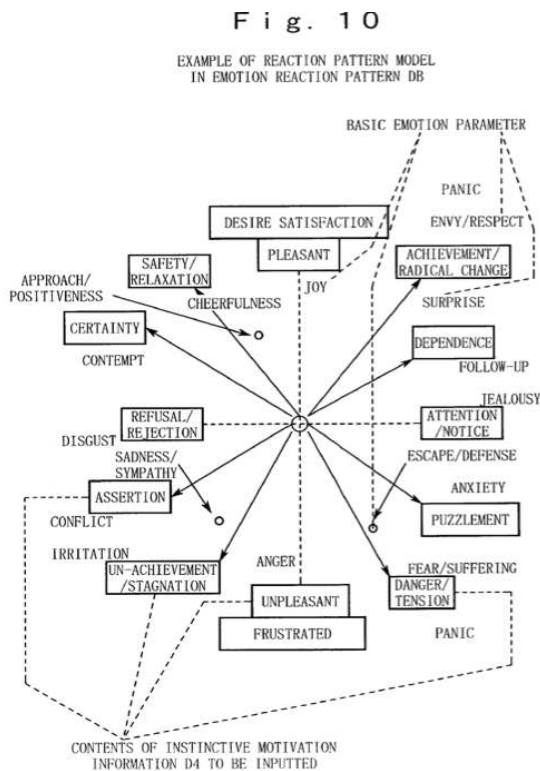 Fig. 10
EXAMPLE OF REACTION PATTERN MODEL
IN EMOTION REACTION PATTERN DB
BASIC EMOTION PARAMETER
PANIC
DESIRE SATISFACTION
ENVY/RESPECT
PLEASANT
SAFETY/
RELAXATION
ACHIEVEMENT/
RADICAL CHANGE
APPROACH/
POSITIVENESS
JOY
CHEERFULNESS
SURPRISE
CERTAINTY
DEPENDENCE
CONTEMPT
FOLLOW-UP
JEALOUSY
REFUSAL/
REJECTION
ATTENTION
/NOTICE
DISGUST
SADNESS/
SYMPATHY
ESCAPE/DEFENSE
ASSERTION
ANXIETY
CONFLICT
PUZZLEMENT
IRRITATION
ANGER
UN-ACHIEVEMENT
/STAGNATION
FEAR/SUFFERING
DANGER/
TENSION
UNPLEASANT
FRUSTRATED
PANIC
CONTENTS OF INSTINCTIVE MOTIVATION
INFORMATION D4 TO BE INPUTTED